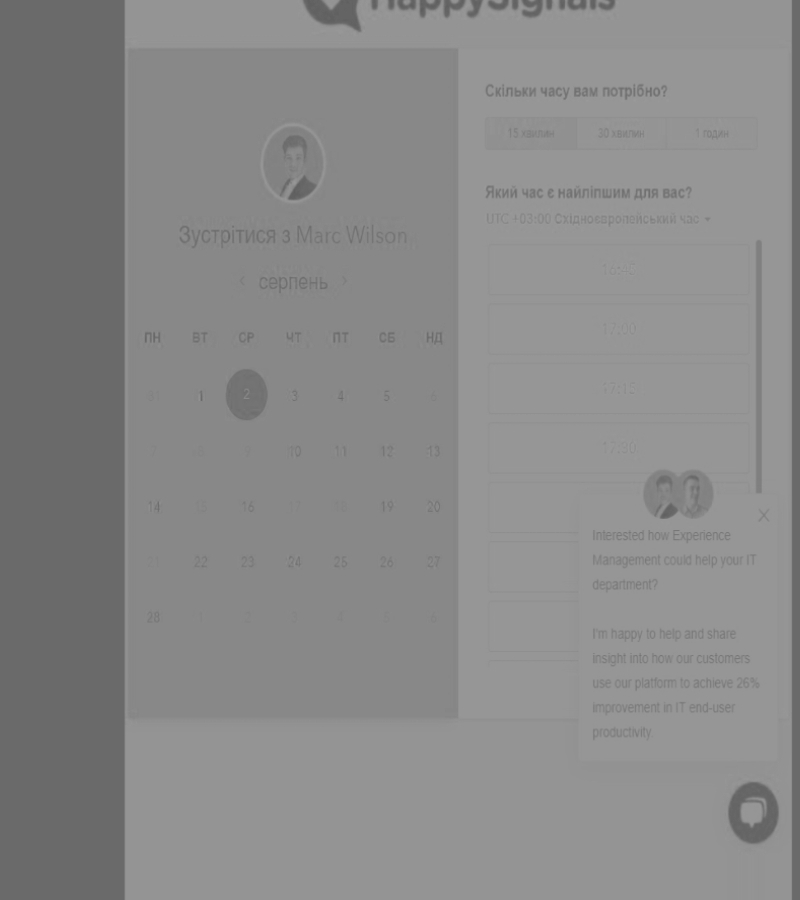 HappySignals
Зустрітися з Marc Wilson
серпень
ПН ВТ СР ЧТ ПТ СБ НД
1 2 3 4 5 6
7 8 9 10 11 12 13
14 15 16 17 18 19 20
21 22 23 24 25 26 27
28 1 2 3 4 5 6
Скільки часу вам потрібно?
15 хвилин 30 хвилин 1 годин
Який час є найліпшим для вас?
UTC +03:00 Східноєвропейський час
16:45
17:00
17:15
17:30
Interested how Experience
Management could help your IT
department?
I'm happy to help and share
insight into how our customers
use our platform to achieve 26%
improvement in IT end-user
productivity.